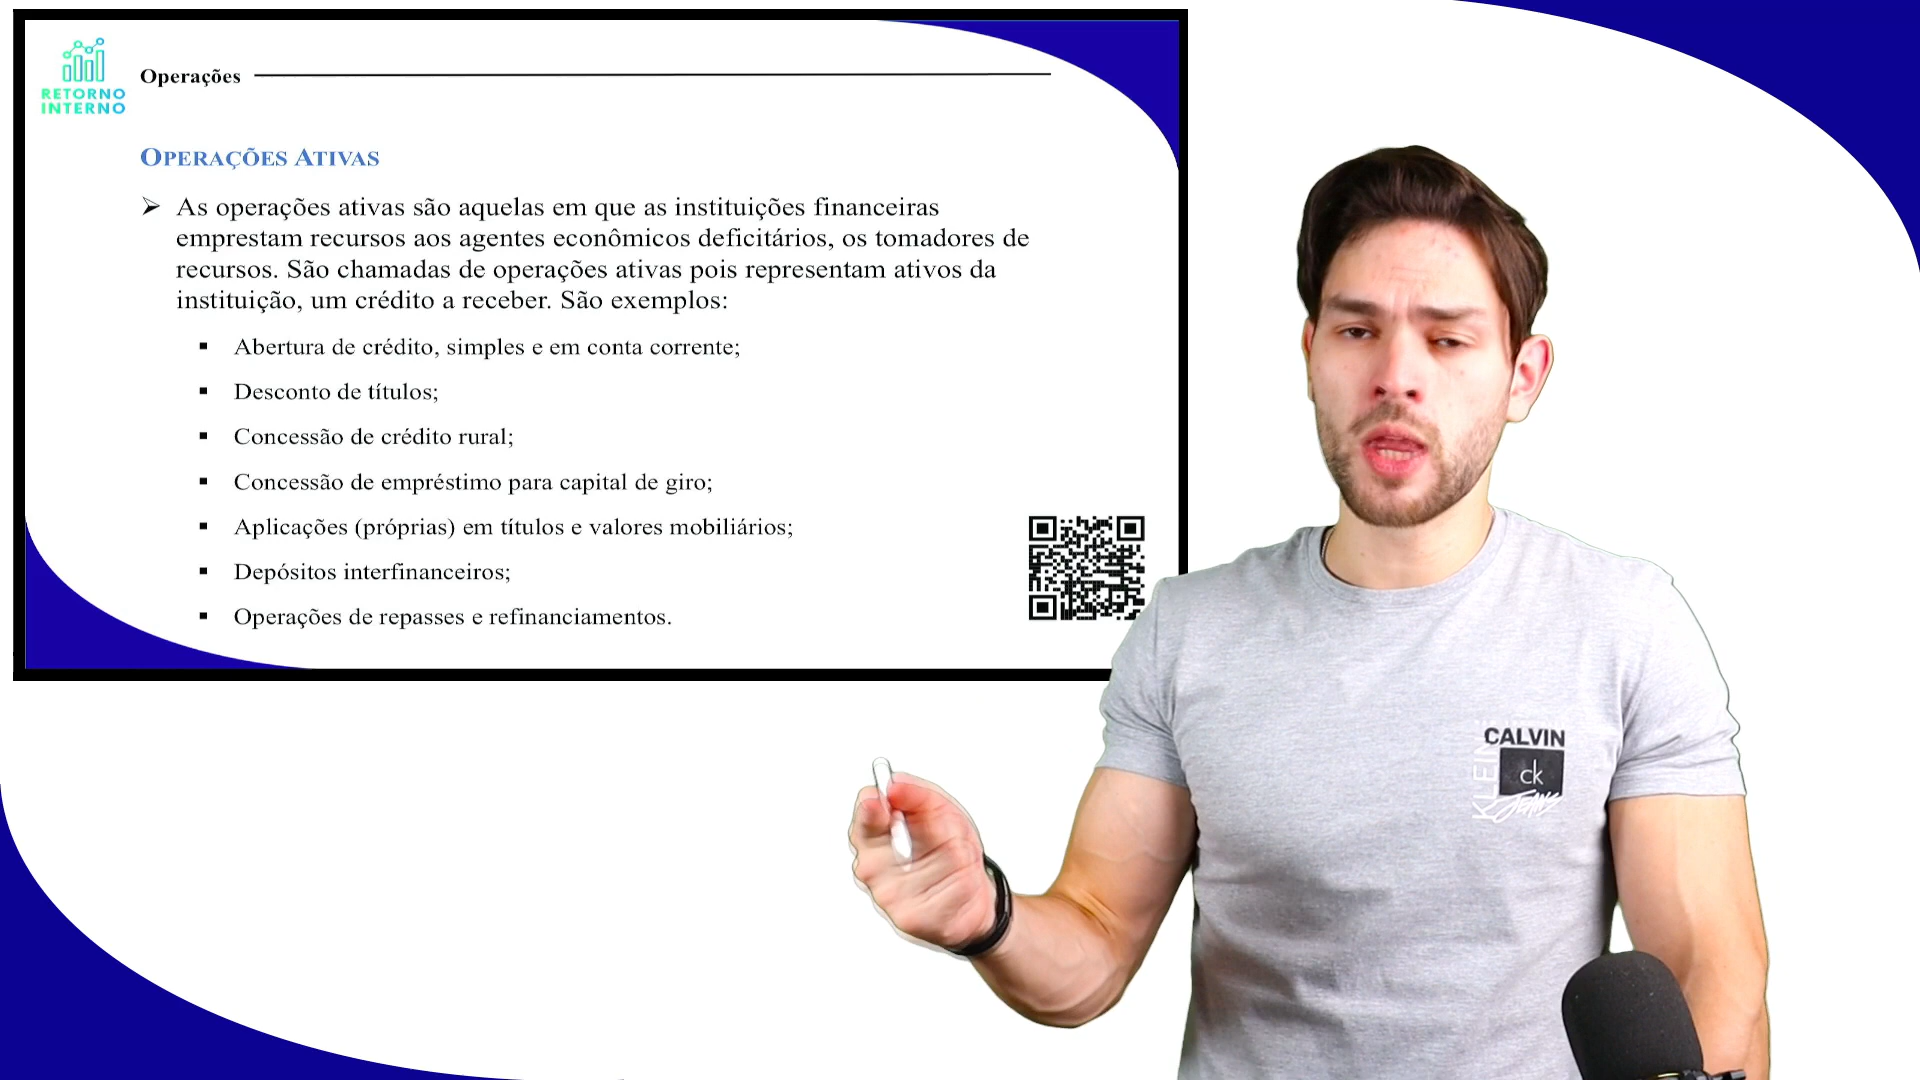 RETORNO
INTERNO
Operações
OPERAÇÕES ATIVAS
As operações ativas são aquelas em que as instituições financeiras
emprestam recursos aos agentes econômicos deficitários, os tomadores de
recursos. São chamadas de operações ativas pois representam ativos da
instituição, um crédito a receber. São exemplos:
Abertura de crédito, simples e em conta corrente;
Desconto de títulos;
Concessão de crédito rural;
Concessão de empréstimo para capital de giro;
Aplicações (próprias) em títulos e valores mobiliários;
Depósitos interfinanceiros;
Operações de repasses e refinanciamentos.
CALVIN
KLEIN
ck
JEANS